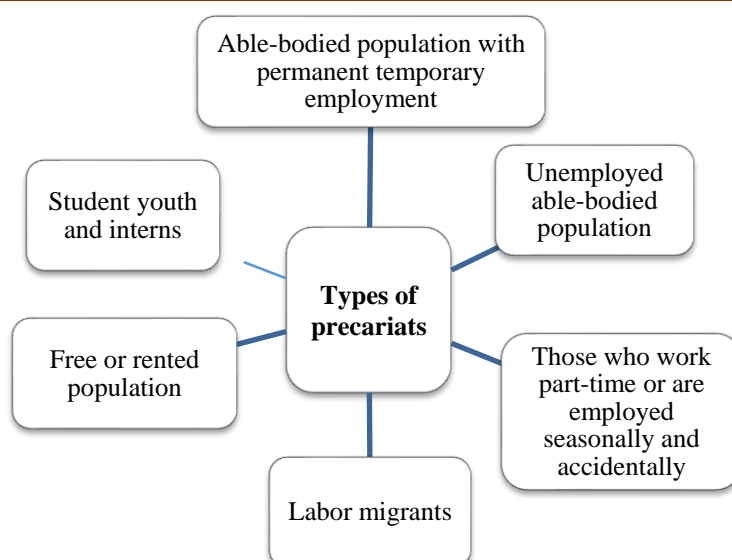 Able-bodied population with
permanent temporary
employment
Student youth
and interns
Unemployed
able-bodied
population
Types of
precariats
Free or rented
population
Those who work
part-time or are
employed
seasonally and
accidentally
Labor migrants